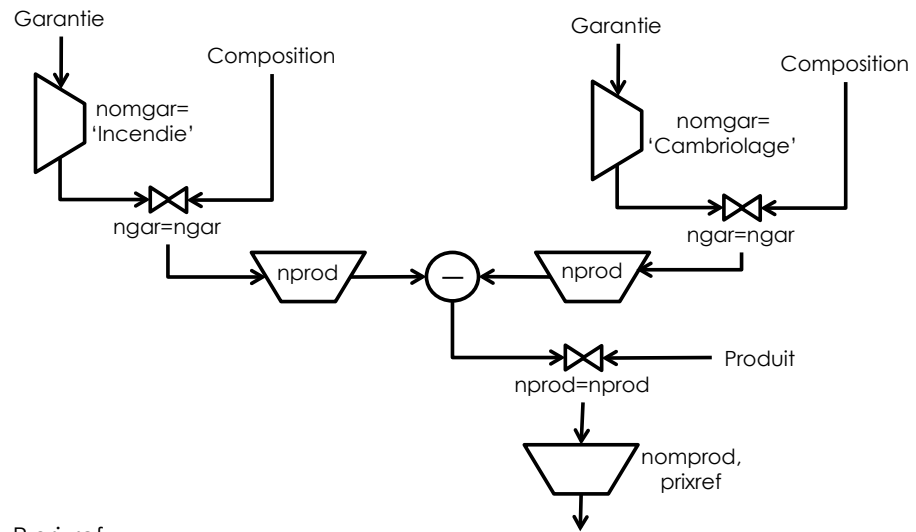 Garantie
Composition
nomgar=
‘Incendie’
ngar=ngar
nprod
Garantie
Composition
nomgar=
‘Cambriolage’
ngar=ngar
nprod
—
Produit
nprod=nprod
nomprod,
prixref